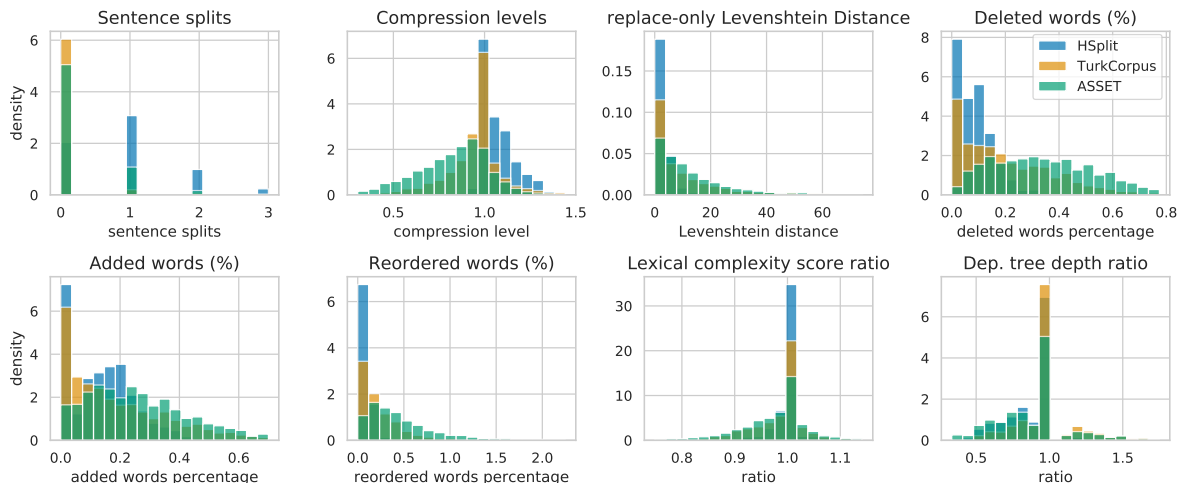 Sentence splits
Compression levels
replace-only Levenshtein Distance
Deleted words (%)
density
6
4
2
0
0 1 2 3
sentence splits
6
4
2
0
0.5 1.0 1.5
compression level
0.15
0.10
0.05
0.00
0 20 40 60
Levenshtein distance
8
6
4
2
0
HSplit
TurkCorpus
ASSET
0.0 0.2 0.4 0.6 0.8
deleted words percentage
Added words (%)
Reordered words (%)
Lexical complexity score ratio
Dep. tree depth ratio
density
6
4
2
0
0.0 0.2 0.4 0.6
added words percentage
6
4
2
0
0.0 0.5 1.0 1.5 2.0
reordered words percentage
30
20
10
0
0.8 0.9 1.0 1.1
ratio
6
4
2
0
0.5 1.0 1.5
ratio